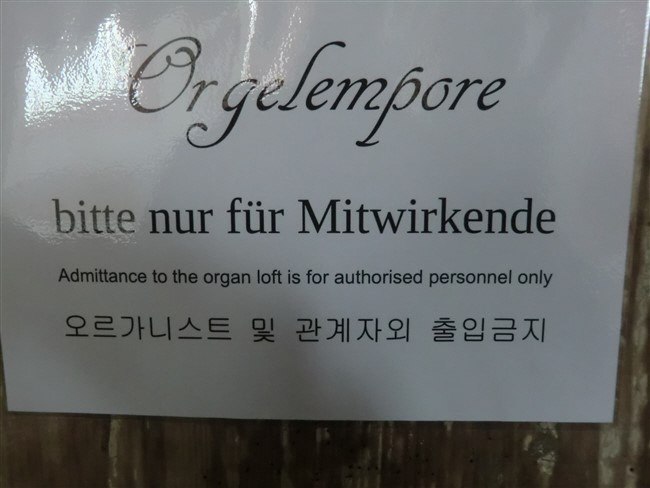 Orgelempore
bitte nur für Mitwirkende
Admittance to the organ loft is for authorised personnel only
오르가니스트 및 관계자외 출입금지